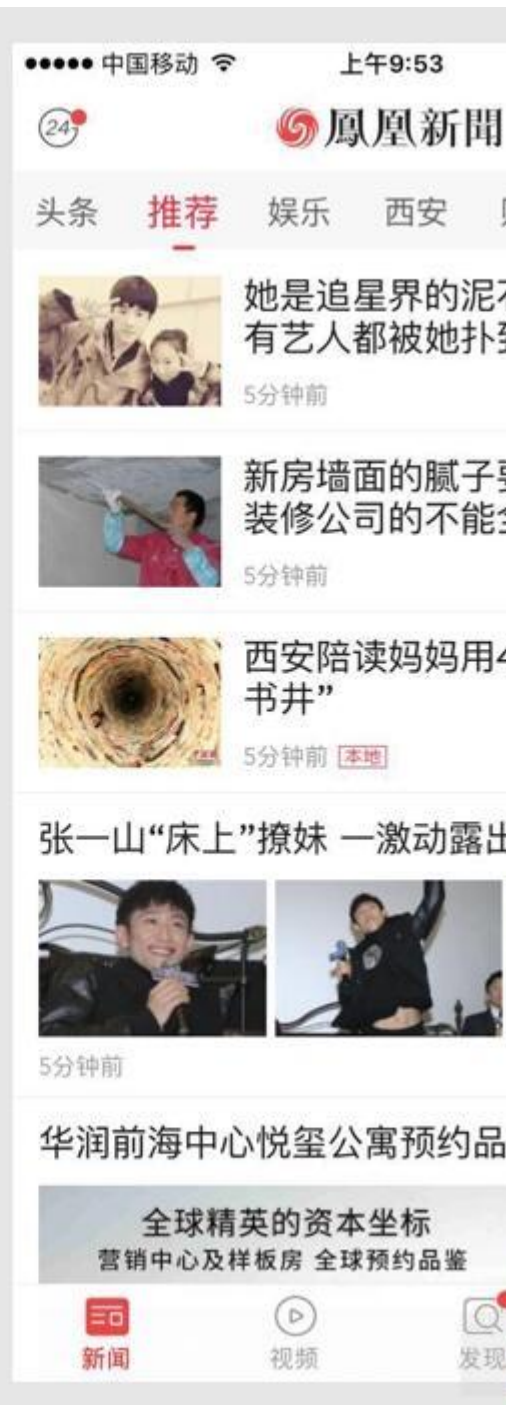 中国移动 上午9:53
24
鳳凰新聞
头条 推荐 娱乐 西安
她是追星界的泥
有艺人都被她扑
5分钟前
新房墙面的腻子
装修公司的不能
5分钟前
西安陪读妈妈用4
书井”
5分钟前 本地
张一山“床上”撩妹 一激动露出
5分钟前
华润前海中心悦玺公寓预约品
全球精英的资本坐标
营销中心及样板房 全球预约品鉴
新闻 视频 发现